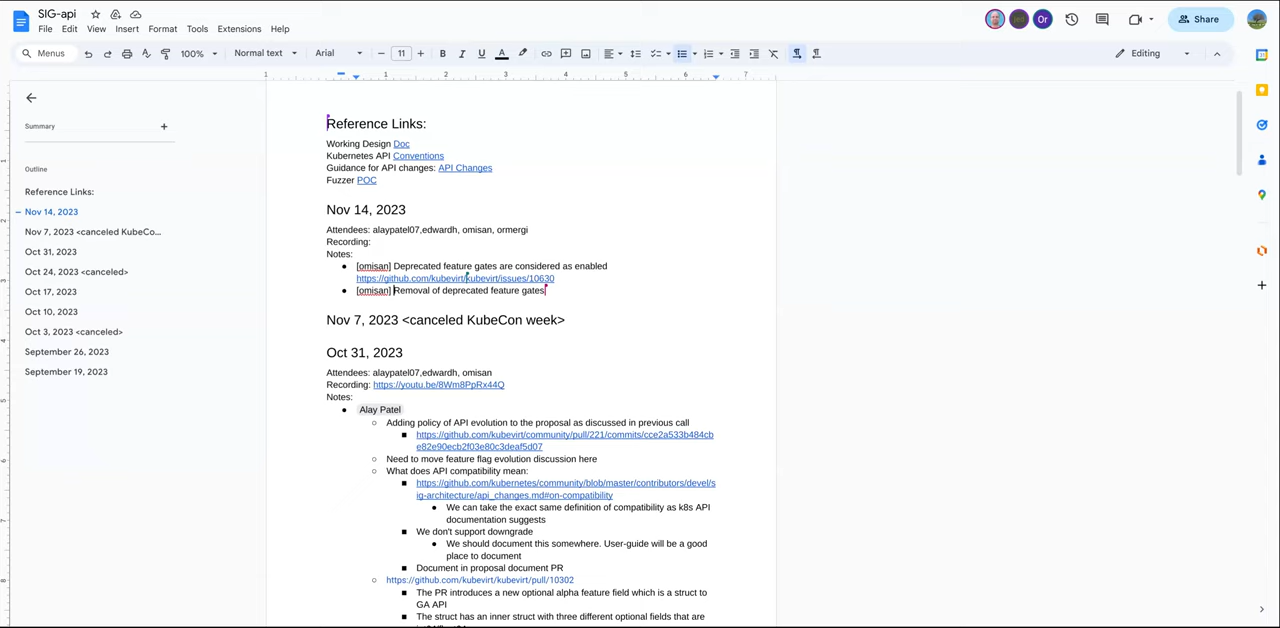 SIG-api
File Edit View Insert Format Tools Extensions Help
jed
Or
Share
Menus
100%
Normal text
Arial
11
Editing
1 1 2 3 4 5 6 7
Summary
Outline
Reference Links:
Nov 14, 2023
Nov 7, 2023 <canceled KubeCo...
Oct 31, 2023
Oct 24, 2023 <canceled>
Oct 17, 2023
Oct 10, 2023
Oct 3, 2023 <canceled>
September 26, 2023
September 19, 2023
Reference Links:
Working Design Doc
Kubernetes API Conventions
Guidance for API changes: API Changes
Fuzzer POC
Nov 14, 2023
Attendees: alaypatel07,edwardh, omisan, ormergi
Recording:
Notes:
● [omisan] Deprecated feature gates are considered as enabled
https://github.com/kubevirt/kubevirt/issues/10630
● [omisan] Removal of deprecated feature gates
Nov 7, 2023 <canceled KubeCon week>
Oct 31, 2023
Attendees: alaypatel07,edwardh, omisan
Recording: https://youtu.be/8Wm8PpRx44Q
Notes:
● Alay Patel
○ Adding policy of API evolution to the proposal as discussed in previous call
■ https://github.com/kubevirt/community/pull/221/commits/cce2a533b484cb
e82e90ecb2f03e80c3deaf5d07
○ Need to move feature flag evolution discussion here
○ What does API compatibility mean:
■ https://github.com/kubernetes/community/blob/master/contributors/devel/s
ig-architecture/api_changes.md#on-compatibility
● We can take the exact same definition of compatibility as k8s API
documentation suggests
■ We don't support downgrade
● We should document this somewhere. User-guide will be a good
place to document
■ Document in proposal document PR
○ https://github.com/kubevirt/kubevirt/pull/10302
■ The PR introduces a new optional alpha feature field which is a struct to
GA API
■ The struct has an inner struct with three different optional fields that are